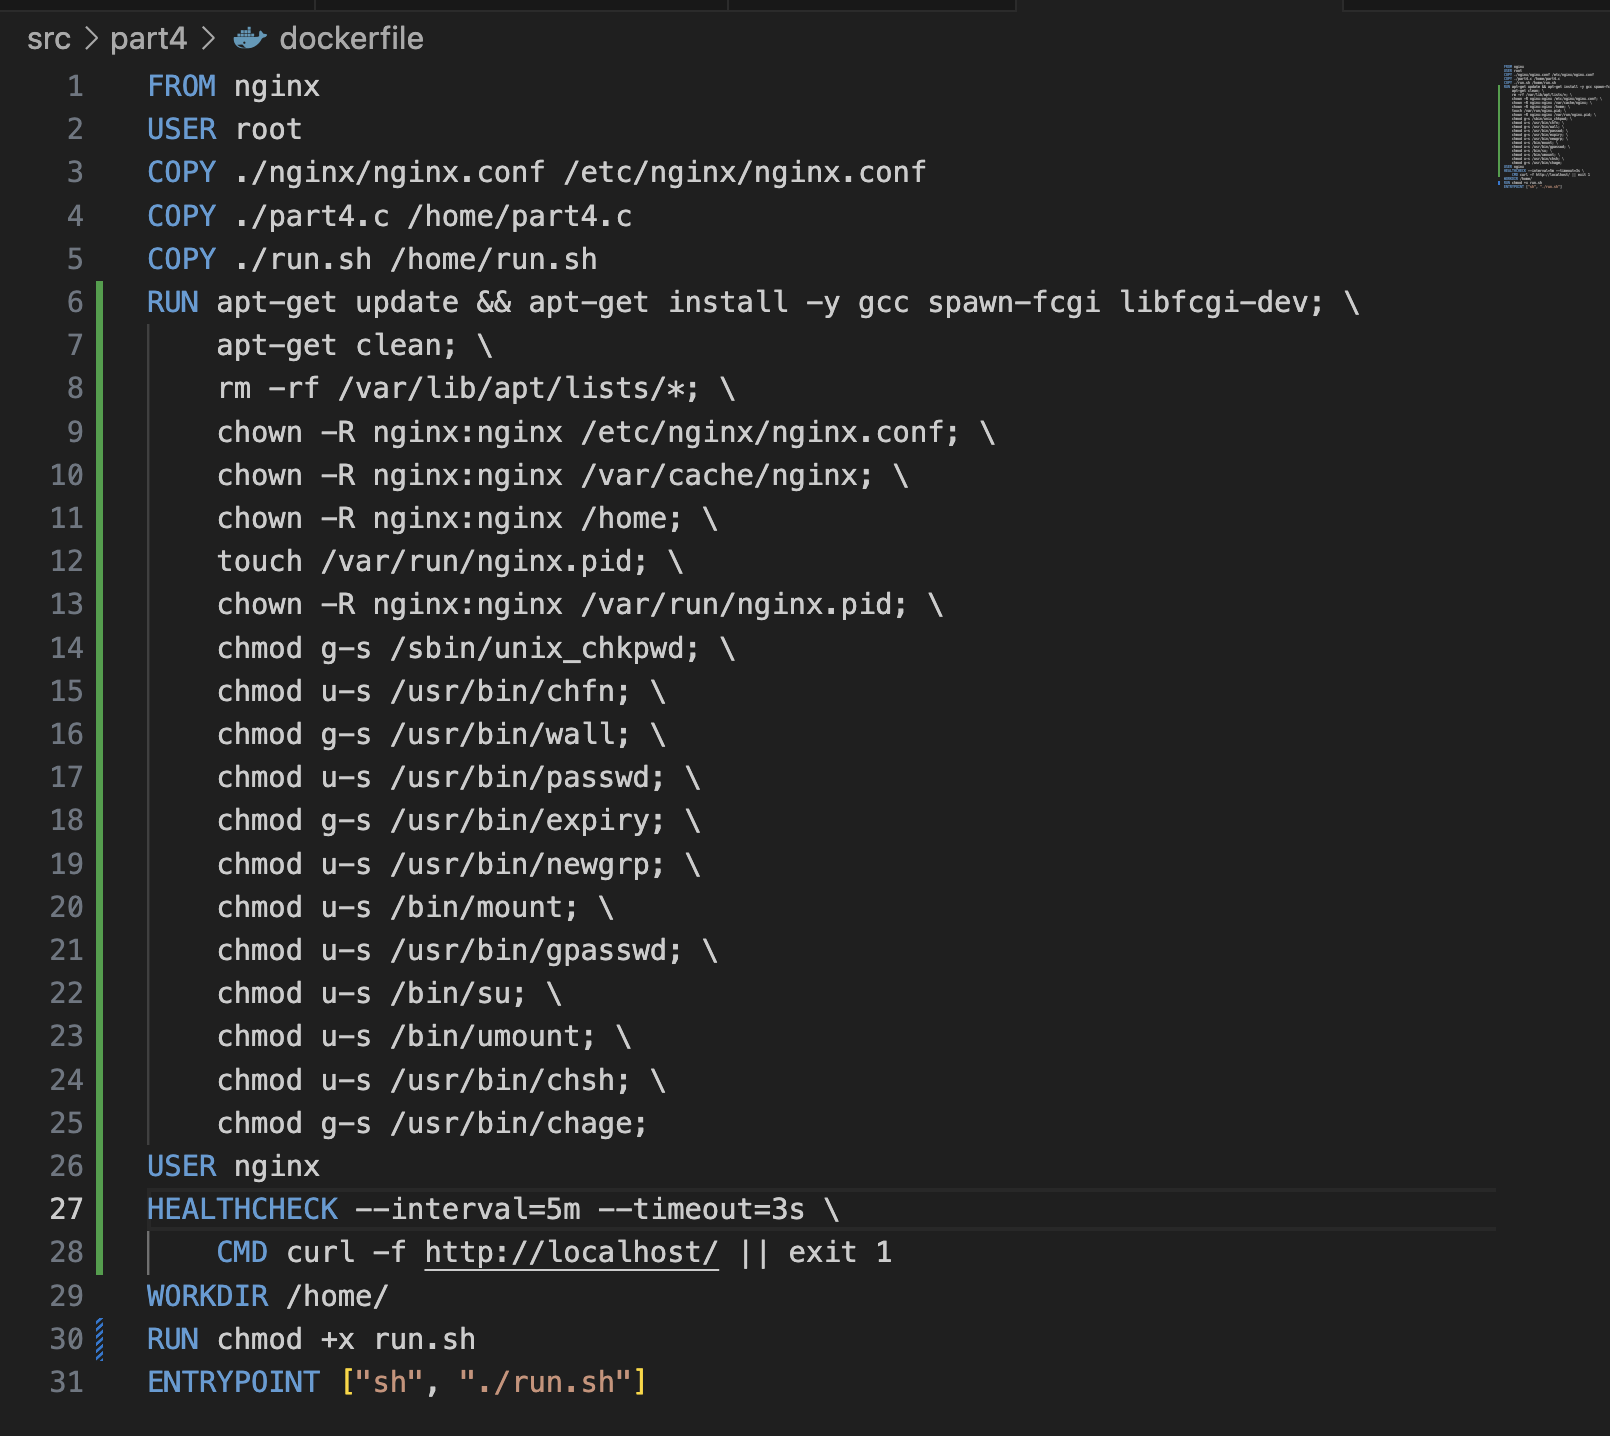 src > part4 > dockerfile
1 FROM nginx
2 USER root
3 COPY ./nginx/nginx.conf /etc/nginx/nginx.conf
4 COPY ./part4.c /home/part4.c
5 COPY ./run.sh /home/run.sh
6 RUN apt-get update && apt-get install -y gcc spawn-fcgi libfcgi-dev; \
7     apt-get clean; \
8     rm -rf /var/lib/apt/lists/*; \
9     chown -R nginx:nginx /etc/nginx/nginx.conf; \
10     chown -R nginx:nginx /var/cache/nginx; \
11     chown -R nginx:nginx /home; \
12     touch /var/run/nginx.pid; \
13     chown -R nginx:nginx /var/run/nginx.pid; \
14     chmod g-s /sbin/unix_chkpwd; \
15     chmod u-s /usr/bin/chfn; \
16     chmod g-s /usr/bin/wall; \
17     chmod u-s /usr/bin/passwd; \
18     chmod g-s /usr/bin/expiry; \
19     chmod u-s /usr/bin/newgrp; \
20     chmod u-s /bin/mount; \
21     chmod u-s /usr/bin/gpasswd; \
22     chmod u-s /bin/su; \
23     chmod u-s /bin/umount; \
24     chmod u-s /usr/bin/chsh; \
25     chmod g-s /usr/bin/chage;
26 USER nginx
27 HEALTHCHECK --interval=5m --timeout=3s \
28     CMD curl -f http://localhost/ || exit 1
29 WORKDIR /home/
30 RUN chmod +x run.sh
31 ENTRYPOINT ["sh", "./run.sh"]